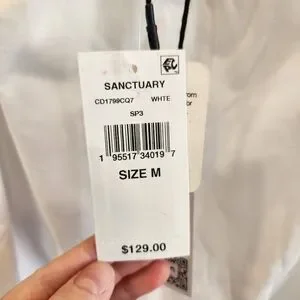 SANCTUARY
CD1799CQ7 WHTE
SP3
1 95517 34019 7
SIZE M
$129.00